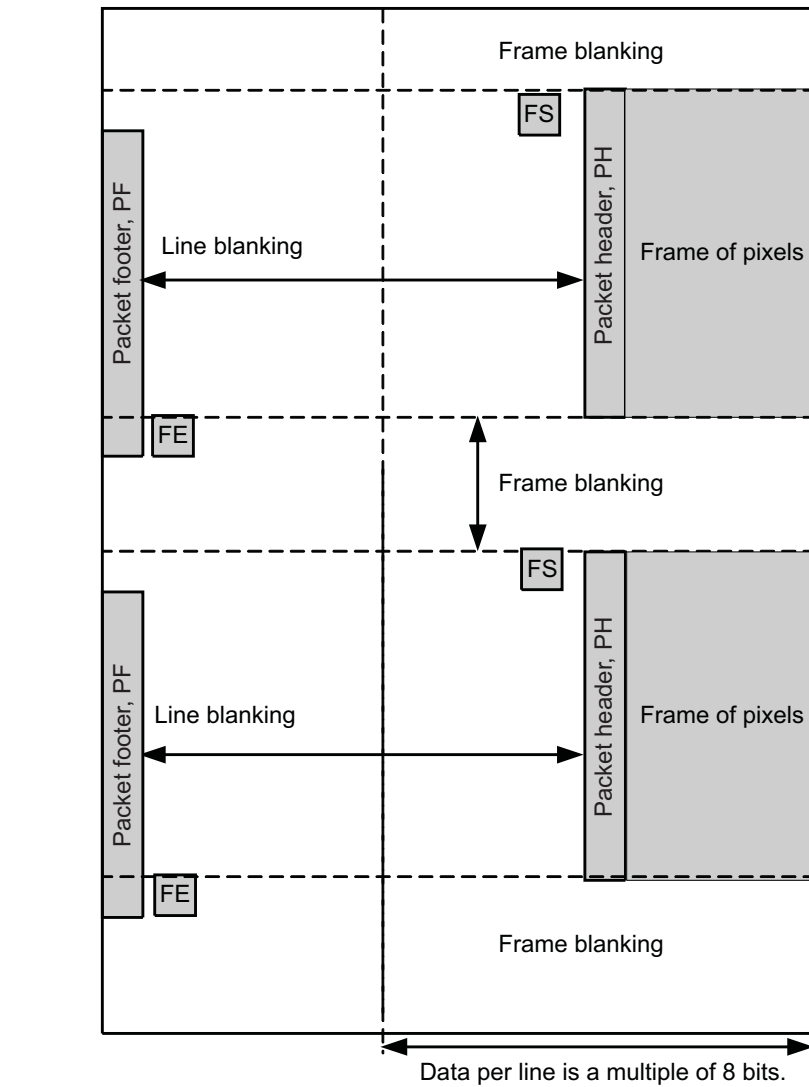 Frame blanking
FS
Packet footer, PF
Line blanking
Packet header, PH
Frame of pixels
FE
Frame blanking
FS
Packet footer, PF
Line blanking
Packet header, PH
Frame of pixels
FE
Frame blanking
Data per line is a multiple of 8 bits.